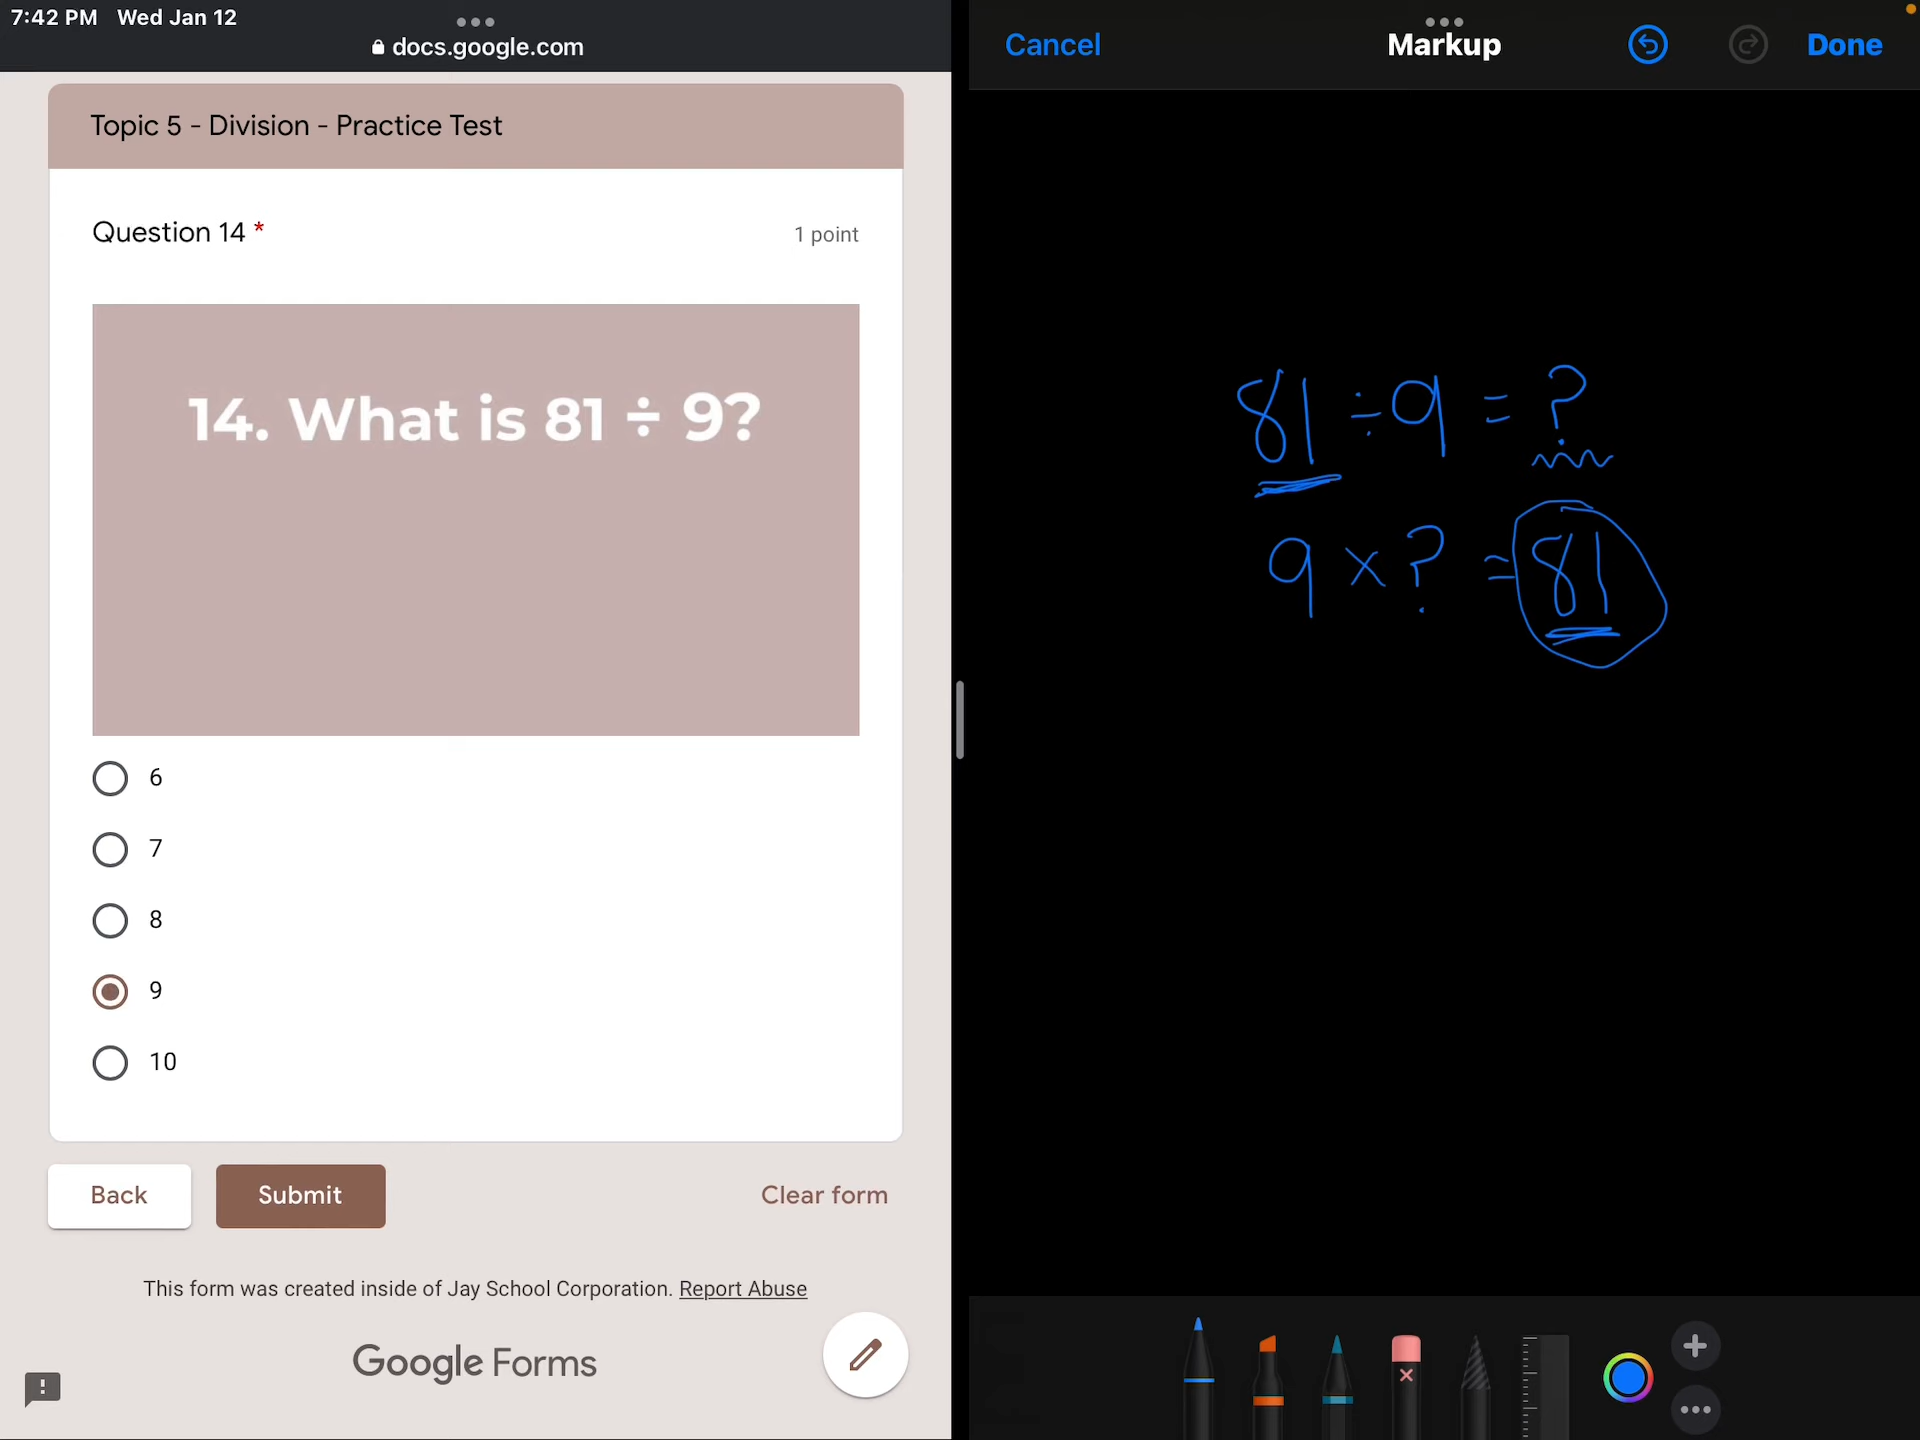 7:42 PM Wed Jan 12
docs.google.com
Topic 5 - Division - Practice Test
Question 14 *
1 point
14. What is 81 ÷ 9?
6
7
8
9
10
Back
Submit
Clear form
This form was created inside of Jay School Corporation. Report Abuse
Google Forms
Cancel
Markup
Done
81 ÷ 9 = ?
9 × ? = 81